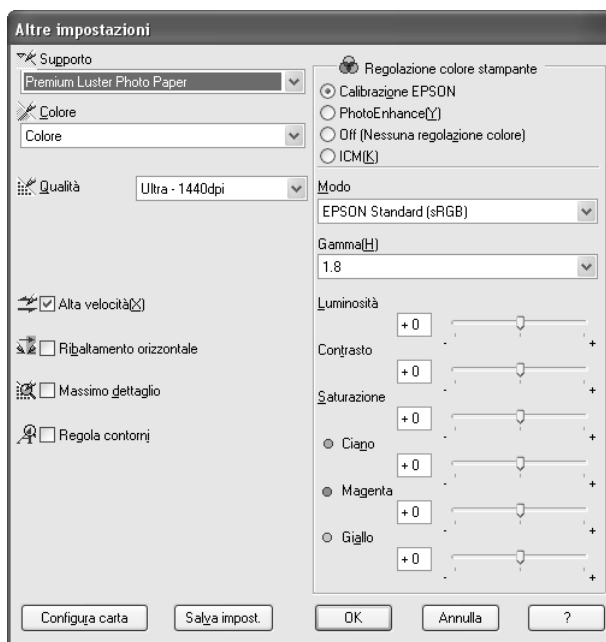 Altre impostazioni
Supporto
Premium Luster Photo Paper
Colore
Colore
Qualità
Ultra - 1440dpi
Alta velocità(X)
Ribaltamento orizzontale
Massimo dettaglio
Regola contorni
Regolazione colore stampante
Calibrazione EPSON
PhotoEnhance(Y)
Off (Nessuna regolazione colore)
ICM(K)
Modo
EPSON Standard (sRGB)
Gamma(H)
1.8
Luminosità
+ 0
- +
Contrasto
+ 0
- +
Saturazione
+ 0
- +
Ciano
+ 0
- +
Magenta
+ 0
- +
Giallo
+ 0
- +
Configura carta
Salva impost.
OK
Annulla
?